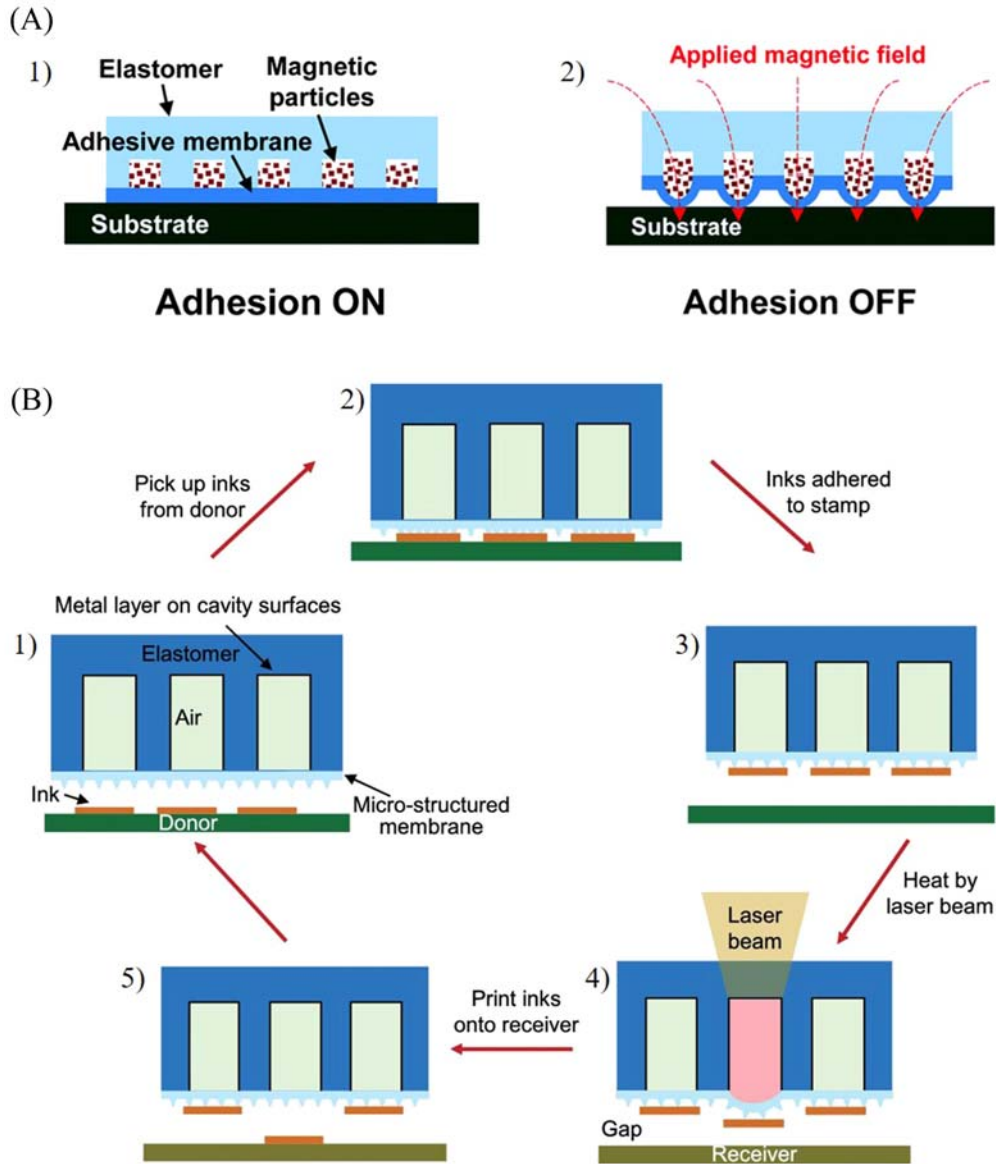 (A)
1)
Elastomer
Magnetic
particles
Adhesive membrane
Substrate
Adhesion ON
2)
Applied magnetic field
Substrate
Adhesion OFF
(B)
2)
Pick up inks
from donor
Inks adhered
to stamp
Metal layer on cavity surfaces
1)
Elastomer
Air
Ink
Donor
Micro-structured
membrane
3)
Heat by
laser beam
Laser
beam
4)
Gap
Receiver
Print inks
onto receiver
5)